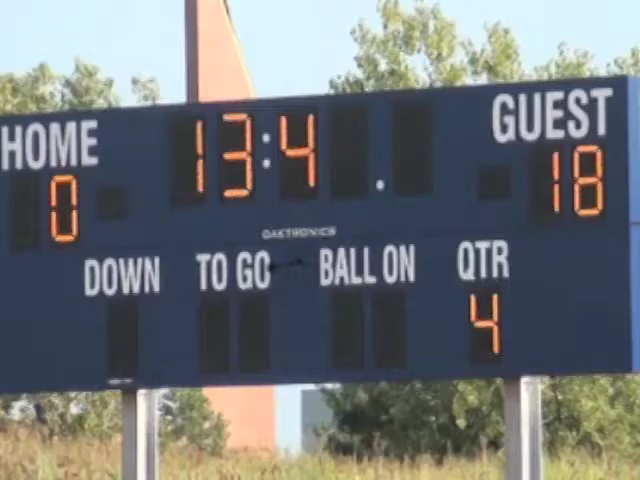 HOME 13:4 . GUEST
0 18
DAKTRONICS
DOWN TO GO BALL ON QTR
4